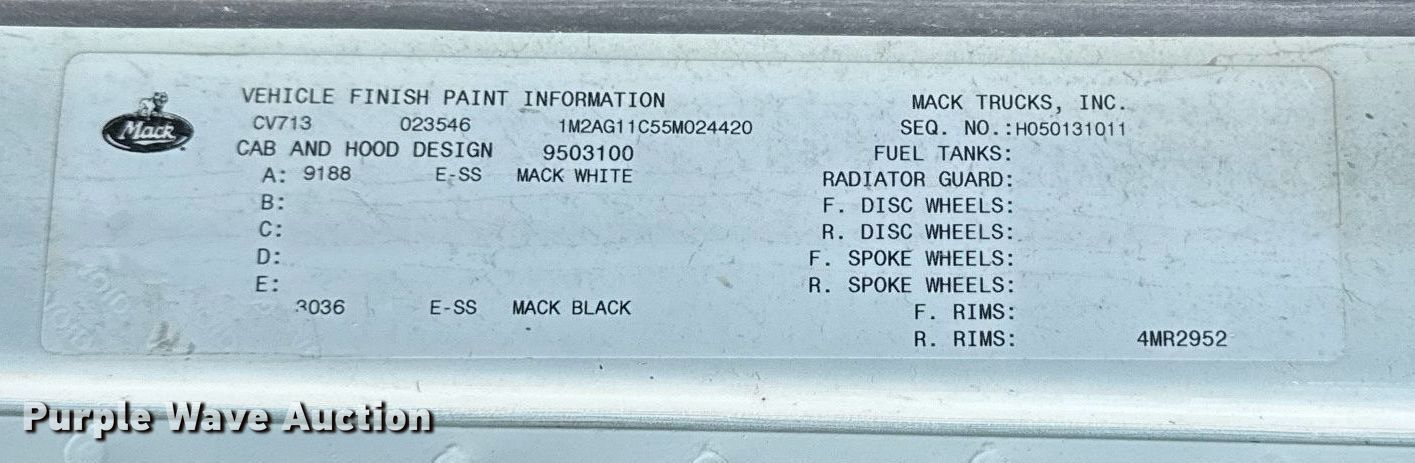 Mack
VEHICLE FINISH PAINT INFORMATION
CV713 023546 1M2AG11C55M024420
CAB AND HOOD DESIGN 9503100
A: 9188 E-SS MACK WHITE
B:
C:
D:
E:
3036 E-SS MACK BLACK
MACK TRUCKS, INC.
SEQ. NO.:H050131011
FUEL TANKS:
RADIATOR GUARD:
F. DISC WHEELS:
R. DISC WHEELS:
F. SPOKE WHEELS:
R. SPOKE WHEELS:
F. RIMS:
R. RIMS: 4MR2952
Purple Wave Auction